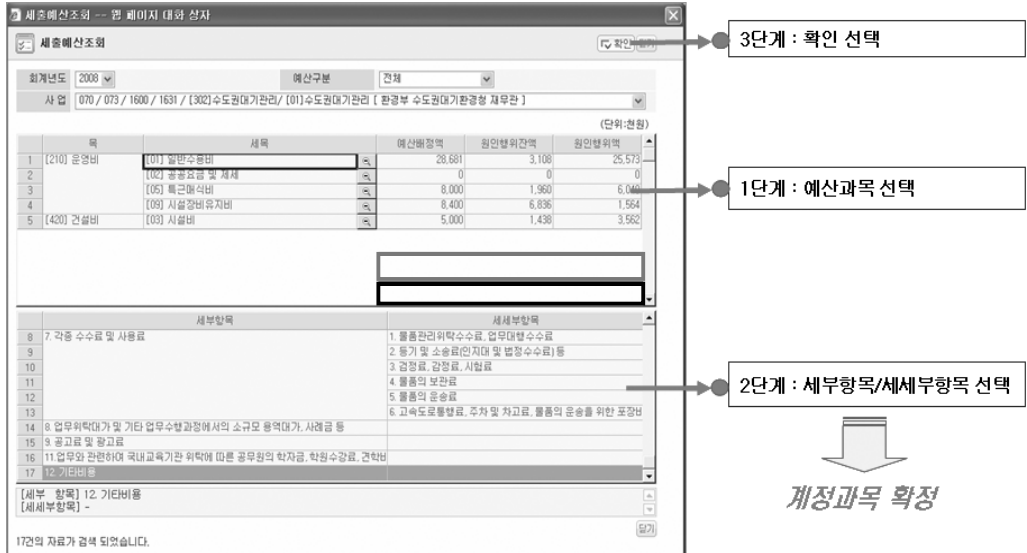 세출예산조회 -- 웹 페이지 대화 상자
세출예산조회
확인 닫기
회계년도 2008 예산구분 전체
사업 070 / 073 / 1600 / 1631 / [302]수도권대기관리/ [01]수도권대기관리 [ 환경부 수도권대기환경청 재무관 ]
(단위:천원)
목 세목 예산배정액 원인행위잔액 원인행위액
1 [210] 운영비 [01] 일반수용비 28,681 3,108 25,573
2 [02] 공공요금 및 제세 0 0 0
3 [05] 특근매식비 8,000 1,960 6,040
4 [09] 시설장비유지비 8,400 6,836 1,564
5 [420] 건설비 [03] 시설비 5,000 1,438 3,562
세부항목 세세부항목
8 7. 각종 수수료 및 사용료 1. 물품관리위탁수수료, 업무대행수수료
9 2. 등기 및 소송료(인지대 및 법정수수료) 등
10 3. 검정료, 감정료, 시험료
11 4. 물품의 보관료
12 5. 물품의 운송료
13 6. 고속도로통행료, 주차 및 차고료, 물품의 운송을 위한 포장비
14 8. 업무위탁대가 및 기타 업무수행과정에서의 소규모 용역대가, 사례금 등
15 9. 공고료 및 광고료
16 11.업무와 관련하여 국내교육기관 위탁에 따른 공무원의 학자금, 학원수강료, 견학비
17 12. 기타비용
[세부 항목] 12. 기타비용
[세세부항목] -
닫기
17건의 자료가 검색 되었습니다.
3단계 : 확인 선택
1단계 : 예산과목 선택
2단계 : 세부항목/세세부항목 선택
계정과목 확정